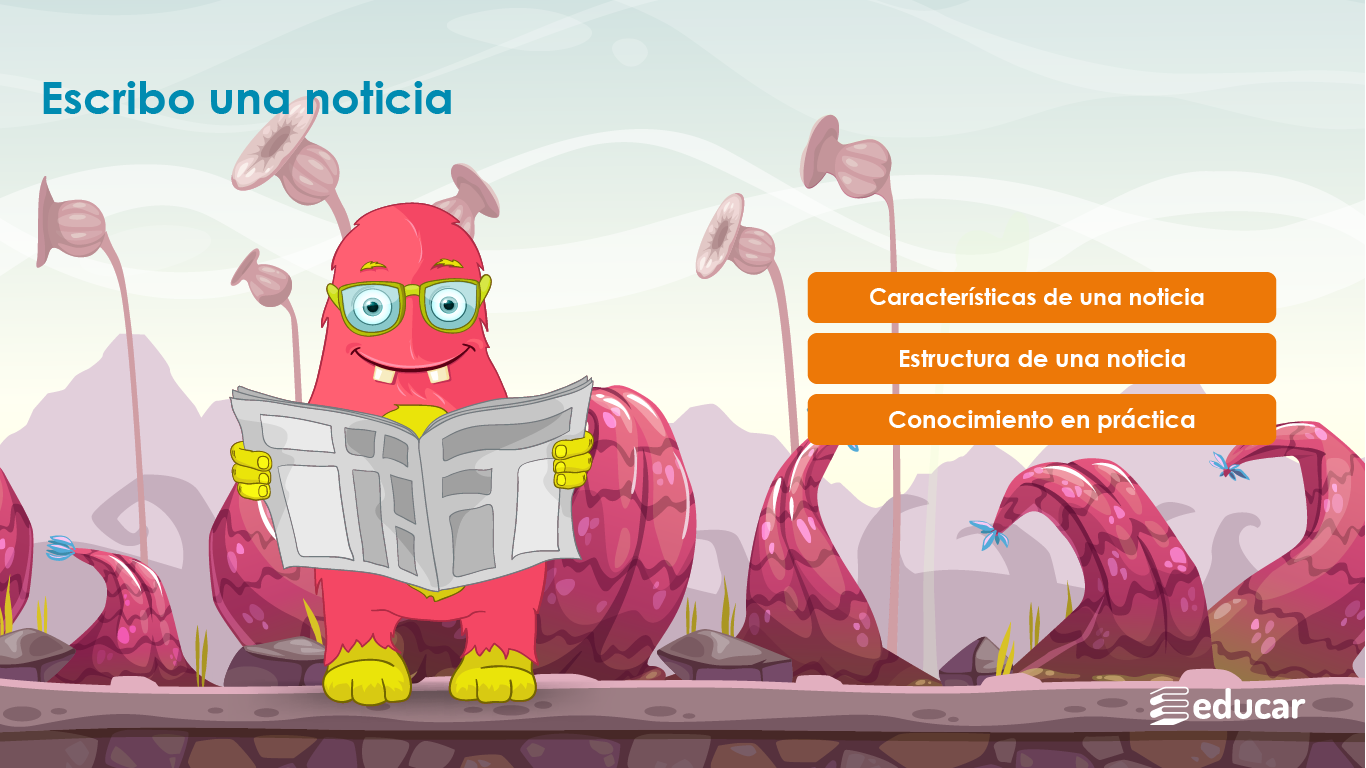 Escribo una noticia
Características de una noticia
Estructura de una noticia
Conocimiento en práctica
educar